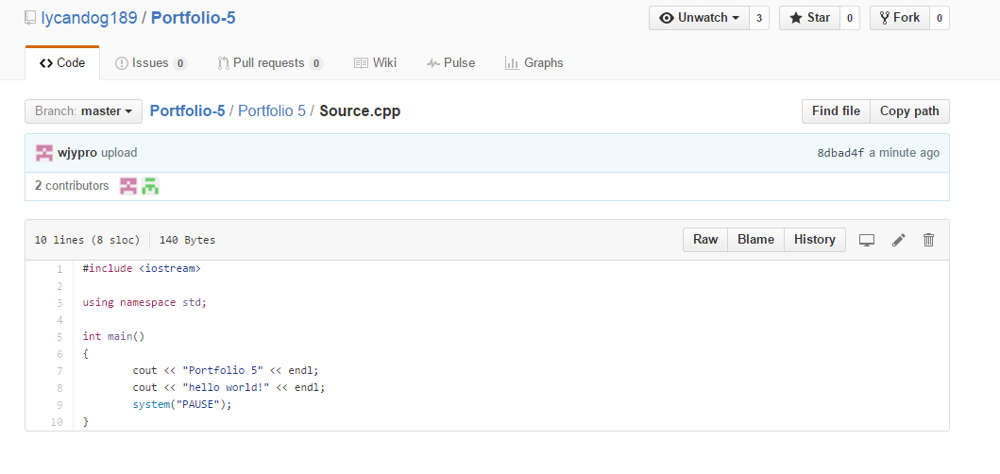 lycandog189 / Portfolio-5 Unwatch 3 Star 0 Fork 0
Code Issues 0 Pull requests 0 Wiki Pulse Graphs
Branch: master Portfolio-5 / Portfolio 5 / Source.cpp Find file Copy path
wjypro upload 8dbad4f a minute ago
2 contributors
10 lines (8 sloc) 140 Bytes Raw Blame History
1 #include <iostream>
2
3 using namespace std;
4
5 int main()
6 {
7 cout << "Portfolio 5" << endl;
8 cout << "hello world!" << endl;
9 system("PAUSE");
10 }